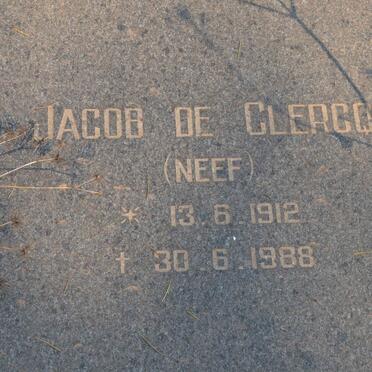 JACOB DE CLERCQ
(NEEF)
* 13.6.1912
† 30.6.1988